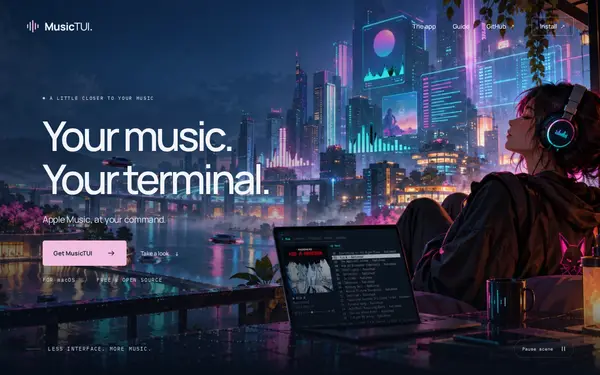 MusicTUI.
The app
Guide
GitHub ↗
Install ↗
A LITTLE CLOSER TO YOUR MUSIC
Your music.
Your terminal.
Apple Music, at your command.
Get MusicTUI →
Take a look ↓
FOR macOS
FREE & OPEN SOURCE
LESS INTERFACE. MORE MUSIC.
Pause scene